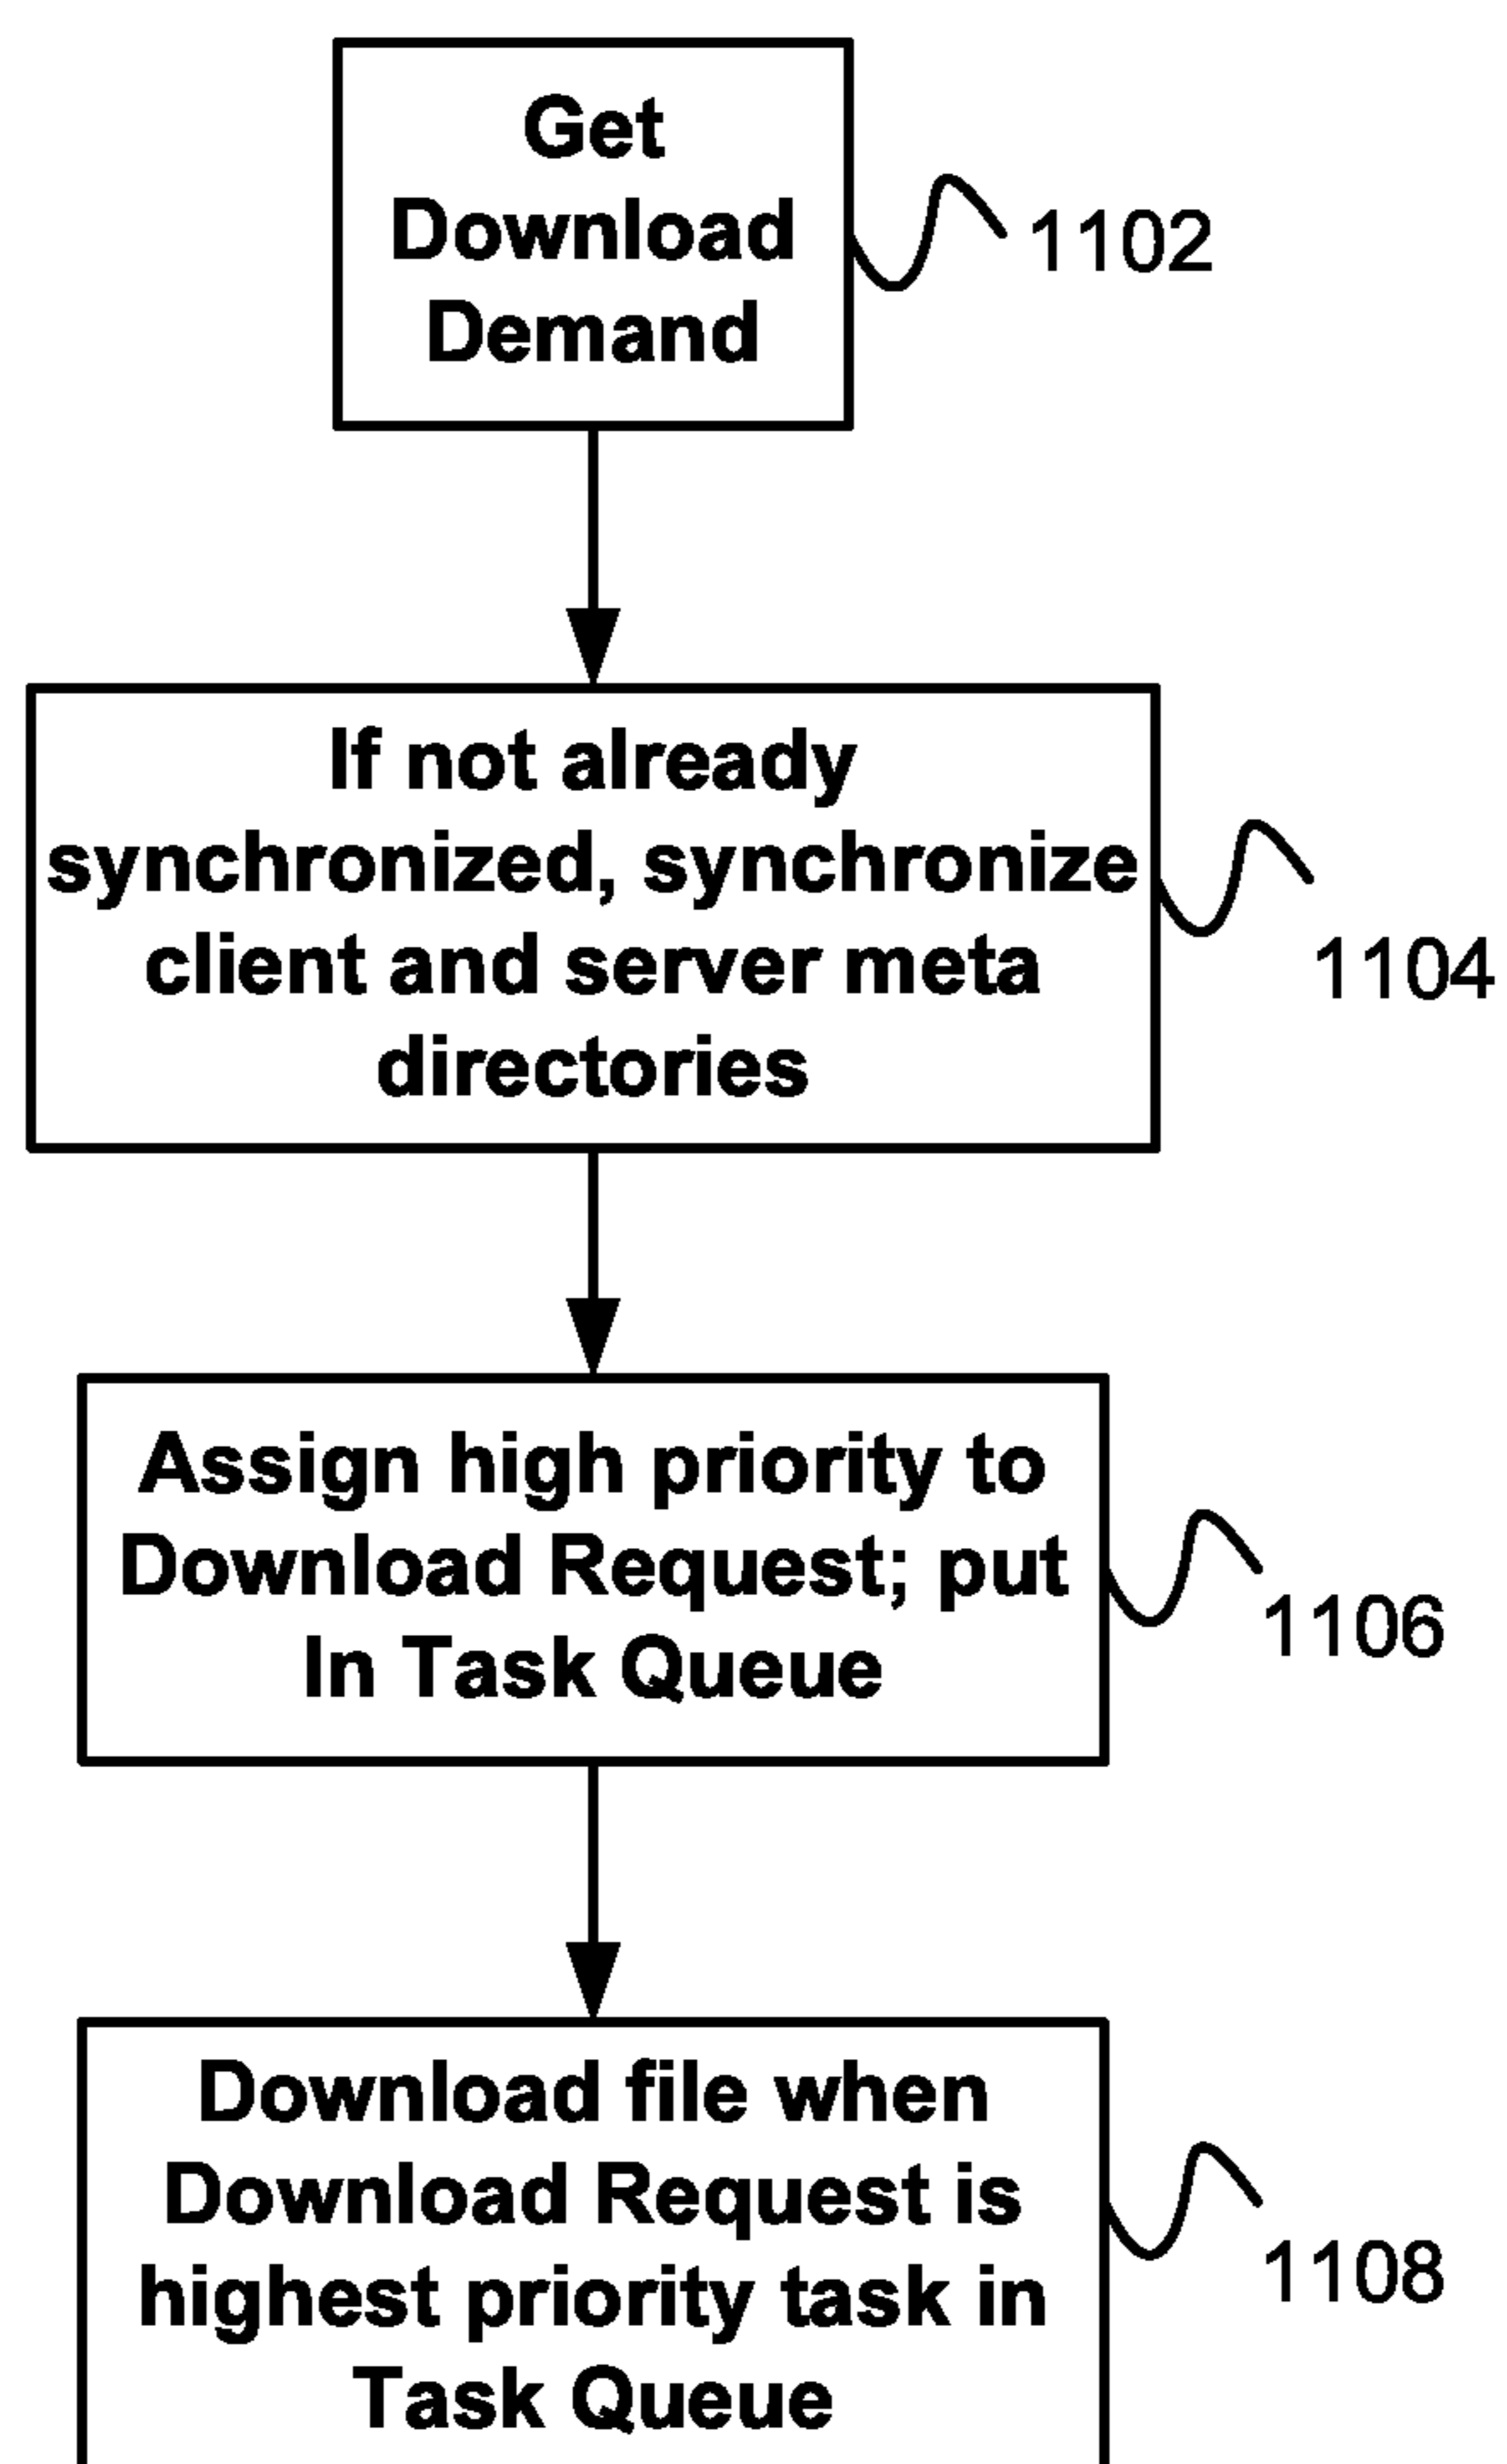 Get
Download
Demand
1102
If not already
synchronized, synchronize
client and server meta
directories
1104
Assign high priority to
Download Request; put
In Task Queue
1106
Download file when
Download Request is
highest priority task in
Task Queue
1108